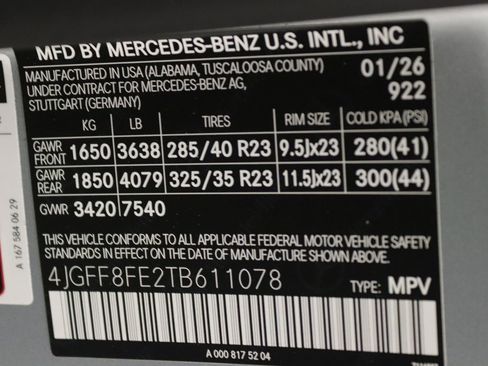 MFD BY MERCEDES-BENZ U.S. INTL., INC
MANUFACTURED IN USA (ALABAMA, TUSCALOOSA COUNTY) 01/26
UNDER CONTRACT FOR MERCEDES-BENZ AG, 922
STUTTGART (GERMANY)
KG LB TIRES RIM SIZE COLD KPA(PSI)
GAWR FRONT 1650 3638 285/40 R23 9.5Jx23 280(41)
GAWR REAR 1850 4079 325/35 R23 11.5Jx23 300(44)
GVWR 3420 7540
THIS VEHICLE CONFORMS TO ALL APPLICABLE FEDERAL MOTOR VEHICLE SAFETY
STANDARDS IN EFFECT ON THE DATE OF MANUFACTURE SHOWN ABOVE.
4JGFF8FE2TB611078 TYPE: MPV
A 000 817 52 04
A 167 584 06 29